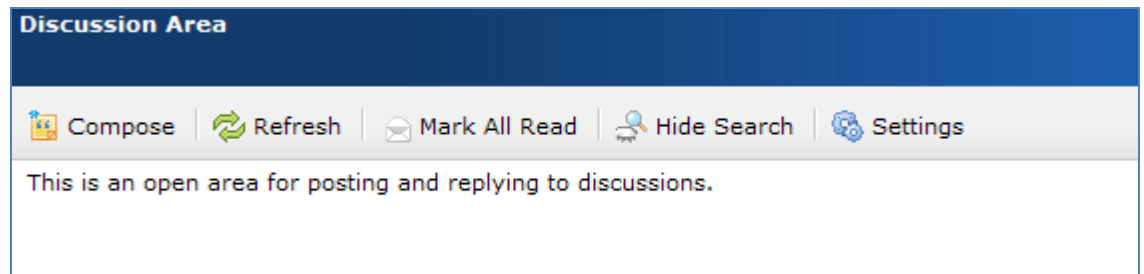 Discussion Area
Compose Refresh Mark All Read Hide Search Settings
This is an open area for posting and replying to discussions.